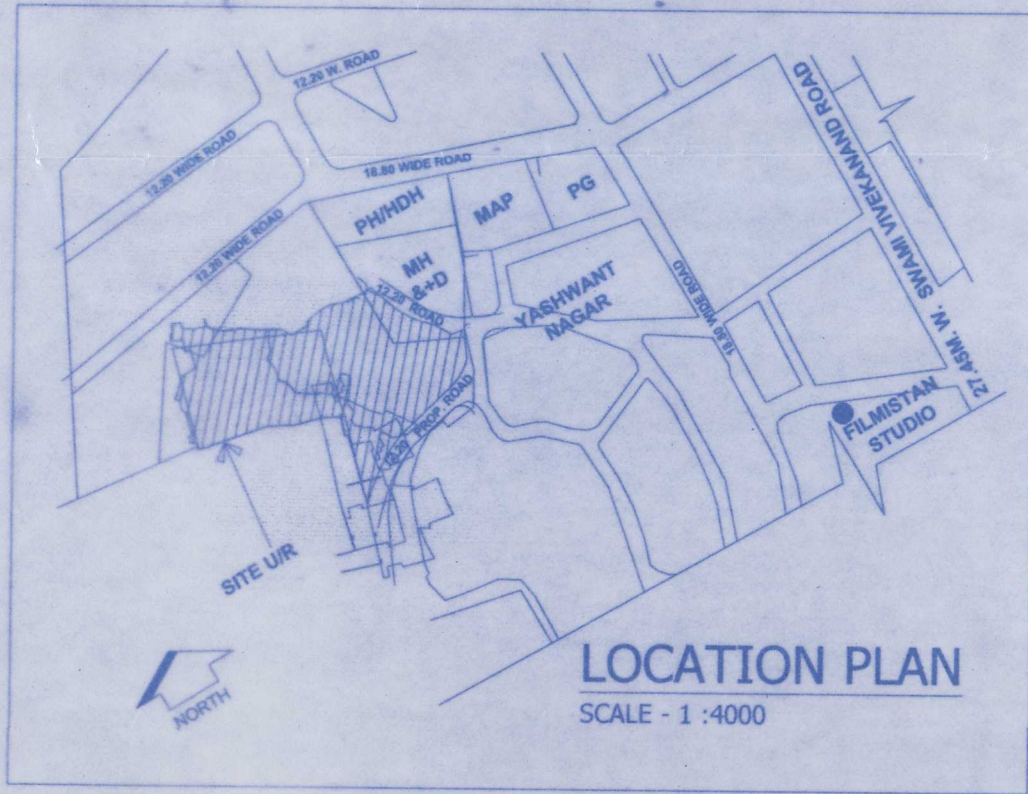 12.20 W. ROAD
12.20 WIDE ROAD
18.80 WIDE ROAD
12.20 WIDE ROAD
PH/HDH
MAP
PG
MH
&+D
12.20 ROAD
YASHWANT
NAGAR
18.30 WIDE ROAD
27.45M. W. SWAMI VIVEKANAND ROAD
FILMISTAN
STUDIO
12.20 PROP. ROAD
SITE U/R
NORTH
LOCATION PLAN
SCALE - 1 :4000